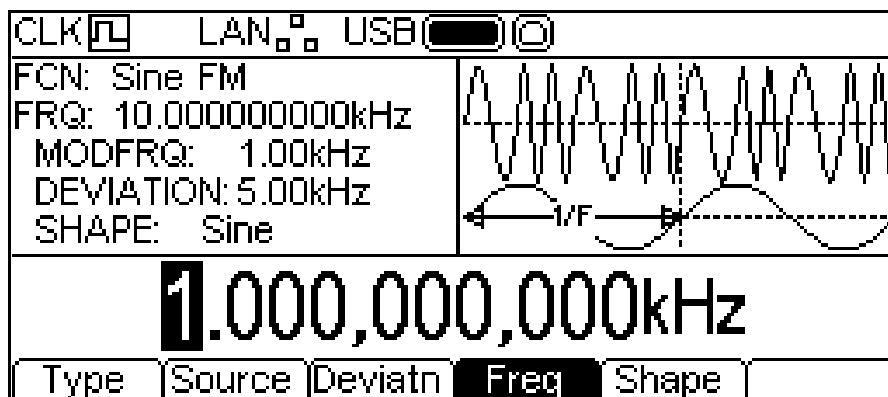 CLK LAN USB
FCN: Sine FM
FRQ: 10.000000000kHz
MODFRQ: 1.00kHz
DEVIATION: 5.00kHz
SHAPE: Sine
1/F
1.000,000,000kHz
Type Source Deviatn Freq Shape